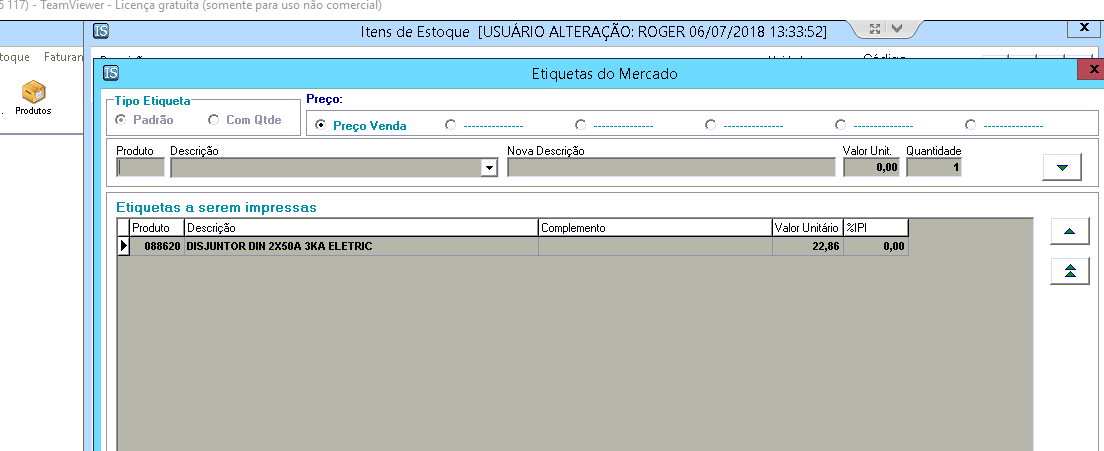 117) - TeamViewer - Licença gratuita (somente para uso não comercial)
IS Itens de Estoque [USUÁRIO ALTERAÇÃO: ROGER 06/07/2018 13:33:52] X
toque Faturan
IS Etiquetas do Mercado X
Produtos
Tipo Etiqueta
Padrão Com Qtde
Preço:
Preço Venda --------------- --------------- --------------- --------------- ---------------
Produto Descrição Nova Descrição Valor Unit. Quantidade
0,00 1
Etiquetas a serem impressas
Produto Descrição Complemento Valor Unitário %IPI
088620 DISJUNTOR DIN 2X50A 3KA ELETRIC 22,86 0,00